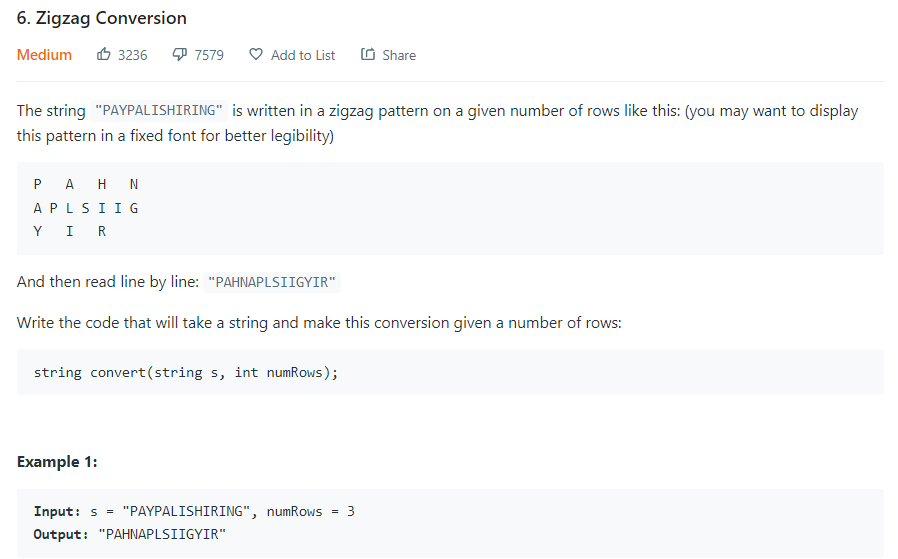 6. Zigzag Conversion
Medium 3236 7579 Add to List Share
The string "PAYPALISHIRING" is written in a zigzag pattern on a given number of rows like this: (you may want to display
this pattern in a fixed font for better legibility)
P   A   H   N
A P L S I I G
Y   I   R
And then read line by line: "PAHNAPLSIIGYIR"
Write the code that will take a string and make this conversion given a number of rows:
string convert(string s, int numRows);
Example 1:
Input: s = "PAYPALISHIRING", numRows = 3
Output: "PAHNAPLSIIGYIR"